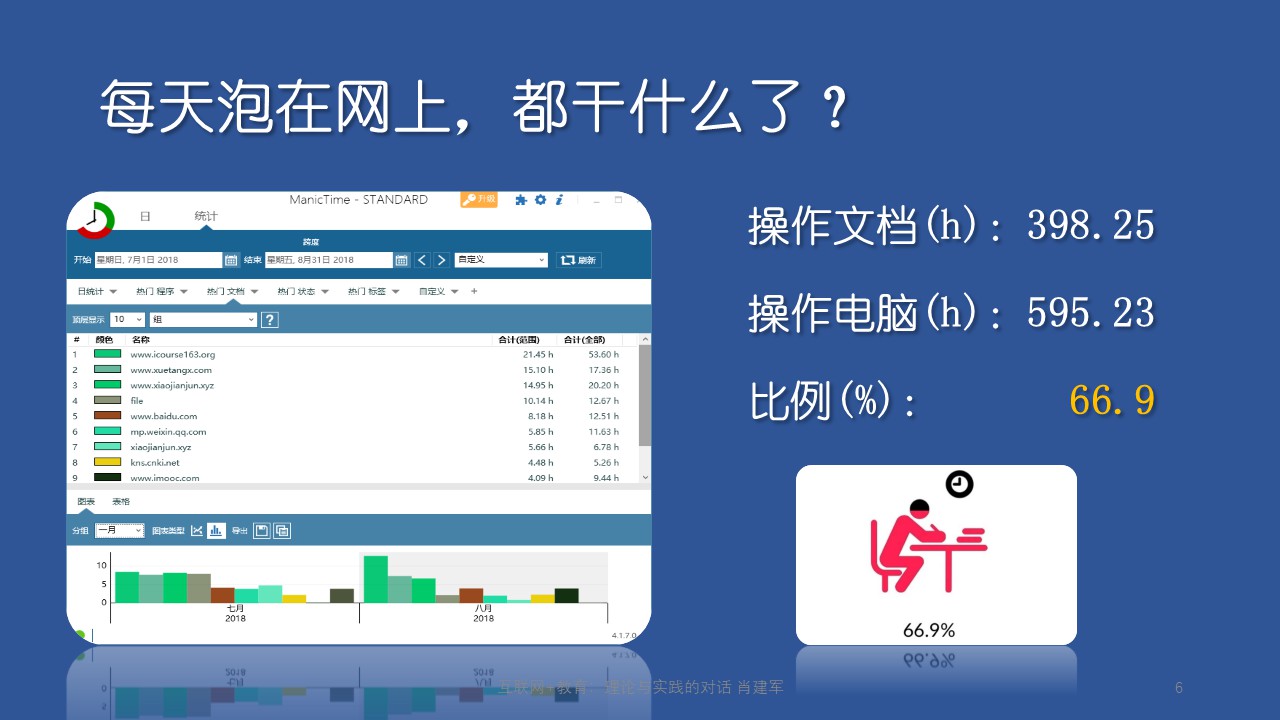 每天泡在网上，都干什么了？
ManicTime - STANDARD
升级
日 统计
跨度
开始 星期日, 7月1日 2018 结束 星期五, 8月31日 2018 自定义 刷新
日统计 热门 程序 热门 文档 热门 状态 热门 标签 自定义 +
顶层显示 10 组 ?
# 颜色 名称 合计(范围) 合计(全部)
1 www.icourse163.org 21.45 h 53.60 h
2 www.xuetangx.com 15.10 h 17.36 h
3 www.xiaojianjun.xyz 14.95 h 20.20 h
4 file 10.14 h 12.67 h
5 www.baidu.com 8.18 h 12.51 h
6 mp.weixin.qq.com 5.85 h 11.63 h
7 xiaojianjun.xyz 5.66 h 6.78 h
8 kns.cnki.net 4.48 h 5.26 h
9 www.imooc.com 4.09 h 9.44 h
图表 表格
分组 一月 图表类型 导出
10
5
0
七月 八月
2018 2018
4.1.7.0
操作文档(h)：398.25
操作电脑(h)：595.23
比例(%)：66.9
66.9%
互联网+教育：理论与实践的对话 肖建军
6